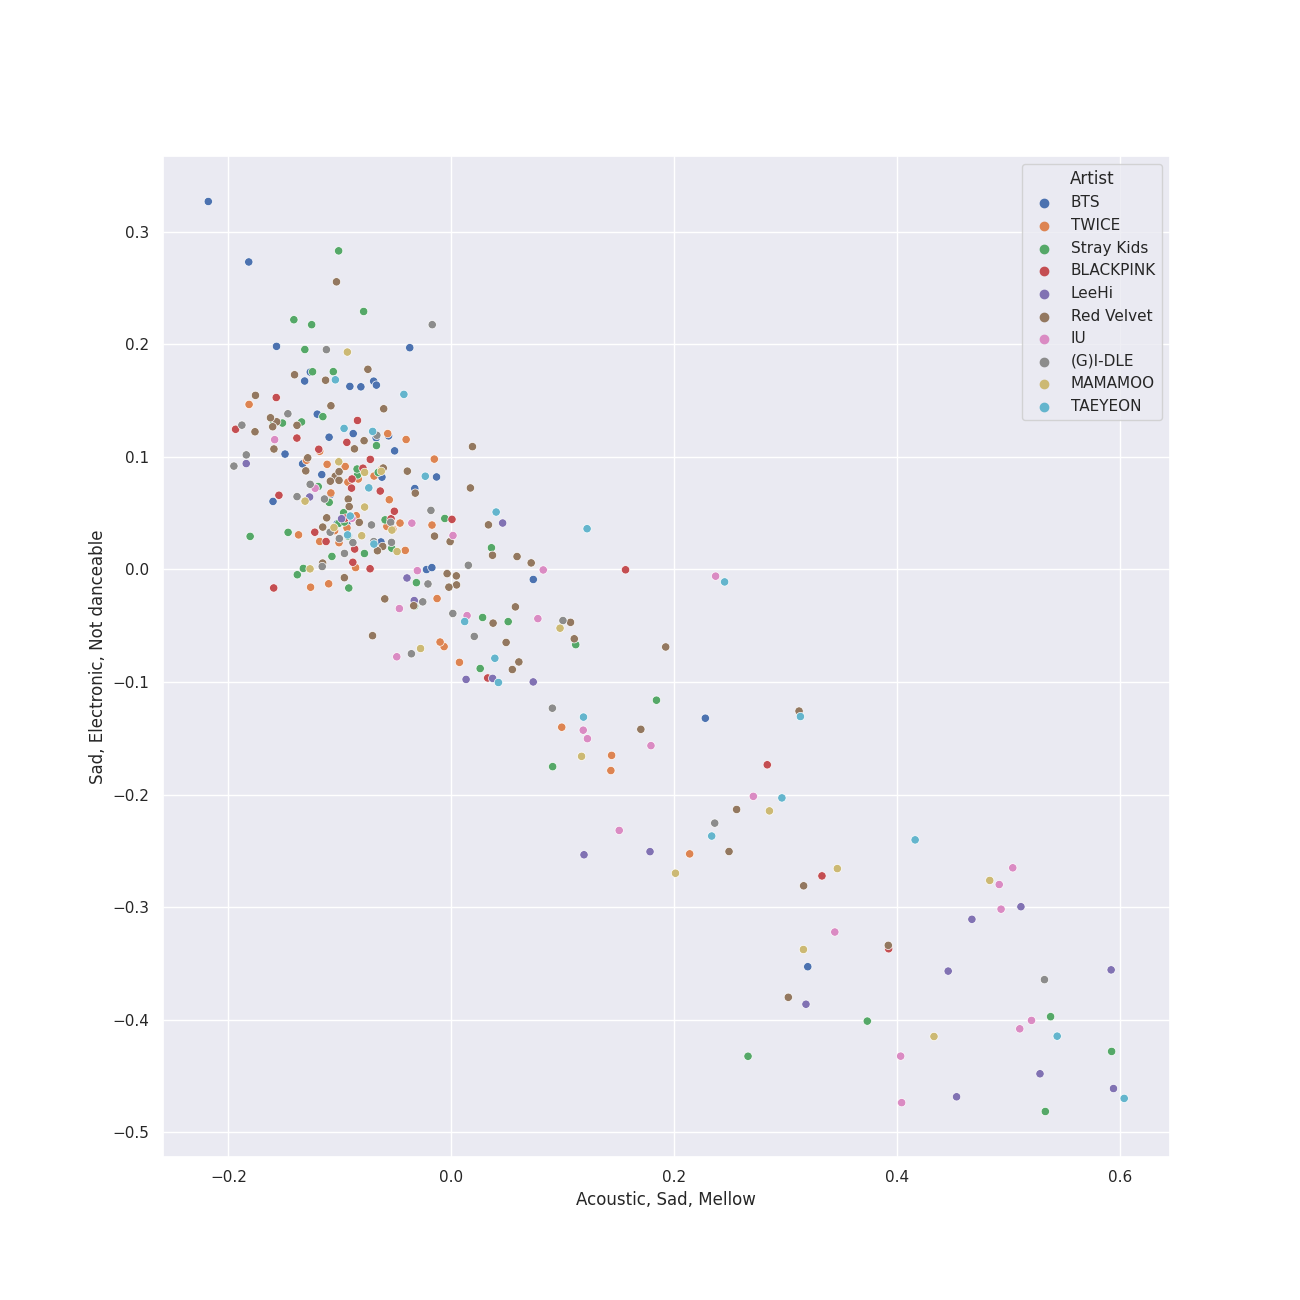 Artist
BTS
TWICE
Stray Kids
BLACKPINK
LeeHi
Red Velvet
IU
(G)I-DLE
MAMAMOO
TAEYEON
0.3
0.2
0.1
0.0
−0.1
−0.2
−0.3
−0.4
−0.5
Sad, Electronic, Not danceable
−0.2 0.0 0.2 0.4 0.6
Acoustic, Sad, Mellow